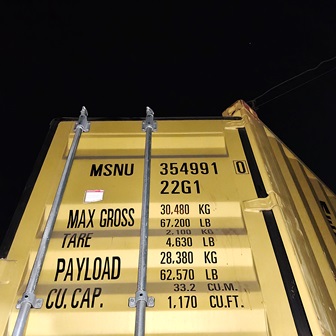 MSNU 354991 0
22G1
MAX GROSS 30.480 KG
67.200 LB
TARE 2.100 KG
4.630 LB
PAYLOAD 28.380 KG
62.570 LB
CU. CAP. 33.2 CU.M.
1.170 CU.FT.